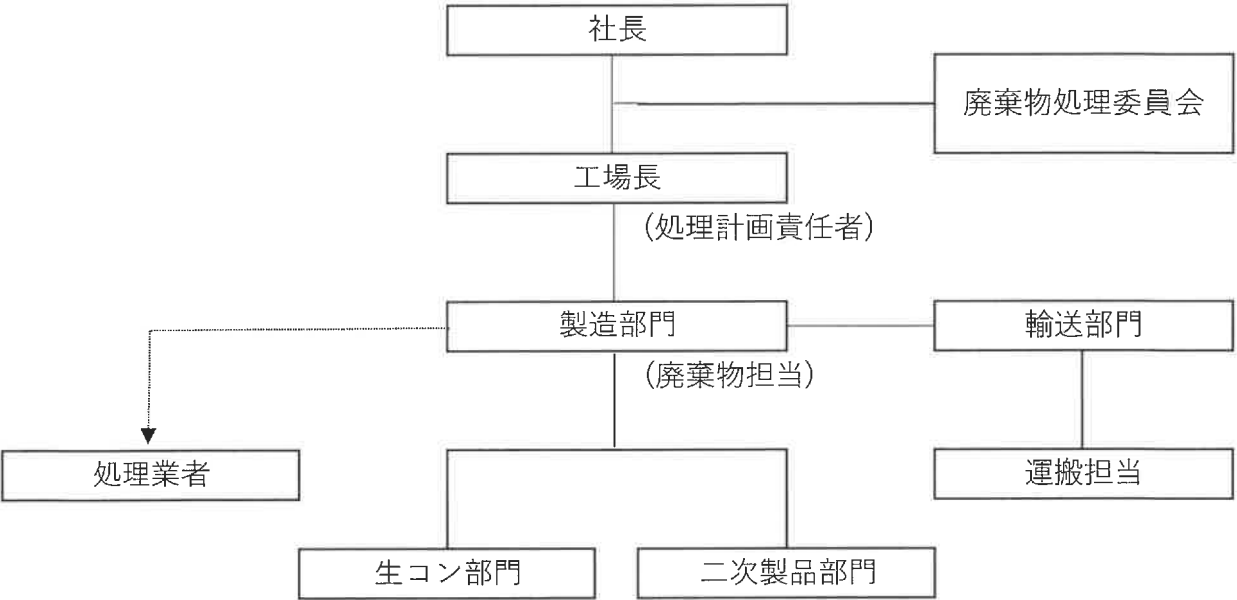 社長
廃棄物処理委員会
工場長
(処理計画責任者)
製造部門
輸送部門
(廃棄物担当)
処理業者
運搬担当
生コン部門
二次製品部門